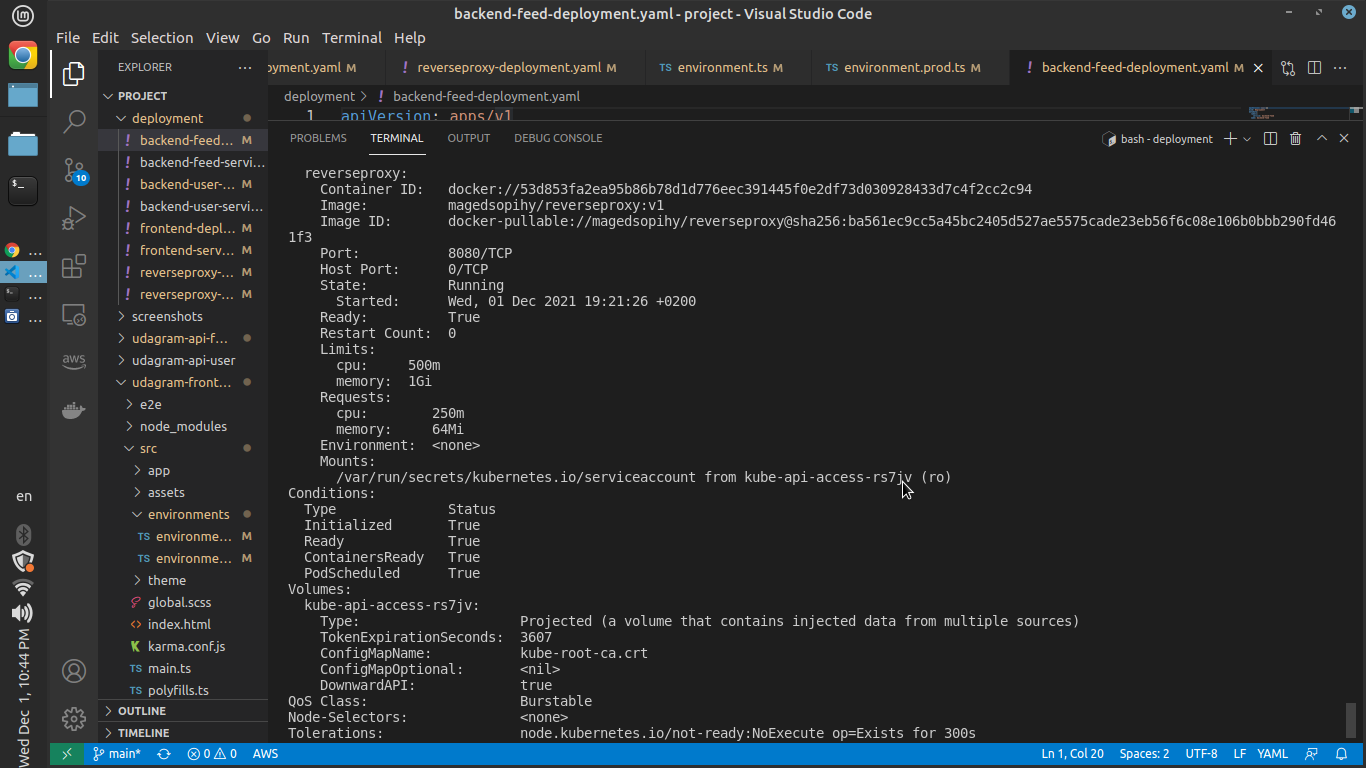 backend-feed-deployment.yaml - project - Visual Studio Code
File Edit Selection View Go Run Terminal Help
EXPLORER
oyment.yaml M
! reverseproxy-deployment.yaml M
TS environment.ts M
TS environment.prod.ts M
! backend-feed-deployment.yaml M
deployment > ! backend-feed-deployment.yaml
1 apiVersion: apps/v1
PROJECT
deployment
! backend-feed... M
! backend-feed-servi...
! backend-user-... M
! backend-user-servi...
! frontend-depl... M
! frontend-serv... M
! reverseproxy-... M
! reverseproxy-... M
screenshots
udagram-api-f...
udagram-api-user
udagram-front...
e2e
node_modules
src
app
assets
environments
TS environme... M
TS environme... M
theme
global.scss
index.html
karma.conf.js
TS main.ts
TS polyfills.ts
OUTLINE
TIMELINE
10
aws
PROBLEMS TERMINAL OUTPUT DEBUG CONSOLE
bash - deployment
reverseproxy:
Container ID: docker://53d853fa2ea95b86b78d1d776eec391445f0e2df73d030928433d7c4f2cc2c94
Image: magedsopihy/reverseproxy:v1
Image ID: docker-pullable://magedsopihy/reverseproxy@sha256:ba561ec9cc5a45bc2405d527ae5575cade23eb56f6c08e106b0bbb290fd46
1f3
Port: 8080/TCP
Host Port: 0/TCP
State: Running
Started: Wed, 01 Dec 2021 19:21:26 +0200
Ready: True
Restart Count: 0
Limits:
cpu: 500m
memory: 1Gi
Requests:
cpu: 250m
memory: 64Mi
Environment: <none>
Mounts:
/var/run/secrets/kubernetes.io/serviceaccount from kube-api-access-rs7jv (ro)
Conditions:
Type Status
Initialized True
Ready True
ContainersReady True
PodScheduled True
Volumes:
kube-api-access-rs7jv:
Type: Projected (a volume that contains injected data from multiple sources)
TokenExpirationSeconds: 3607
ConfigMapName: kube-root-ca.crt
ConfigMapOptional: <nil>
DownwardAPI: true
QoS Class: Burstable
Node-Selectors: <none>
Tolerations: node.kubernetes.io/not-ready:NoExecute op=Exists for 300s
main* 0 0 AWS
Ln 1, Col 20 Spaces: 2 UTF-8 LF YAML
en
Wed Dec 1, 10:44 PM